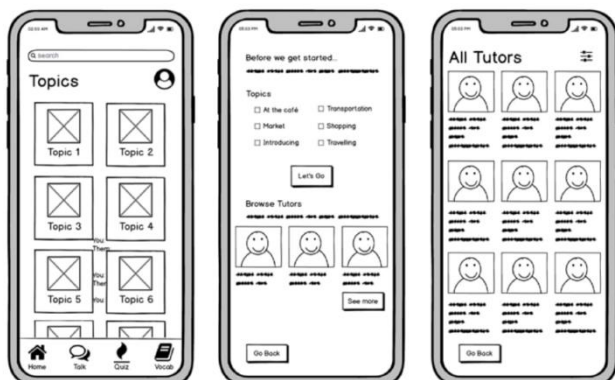 Search
Topics
Topic 1
Topic 2
Topic 3
Topic 4
You
Them
You
Them
You
Topic 5
Topic 6
Home
Talk
Quiz
Vocab
Before we get started...
Topics
At the café
Transportation
Market
Shopping
Introducing
Travelling
Let's Go
Browse Tutors
See more
Go Back
All Tutors
Go Back